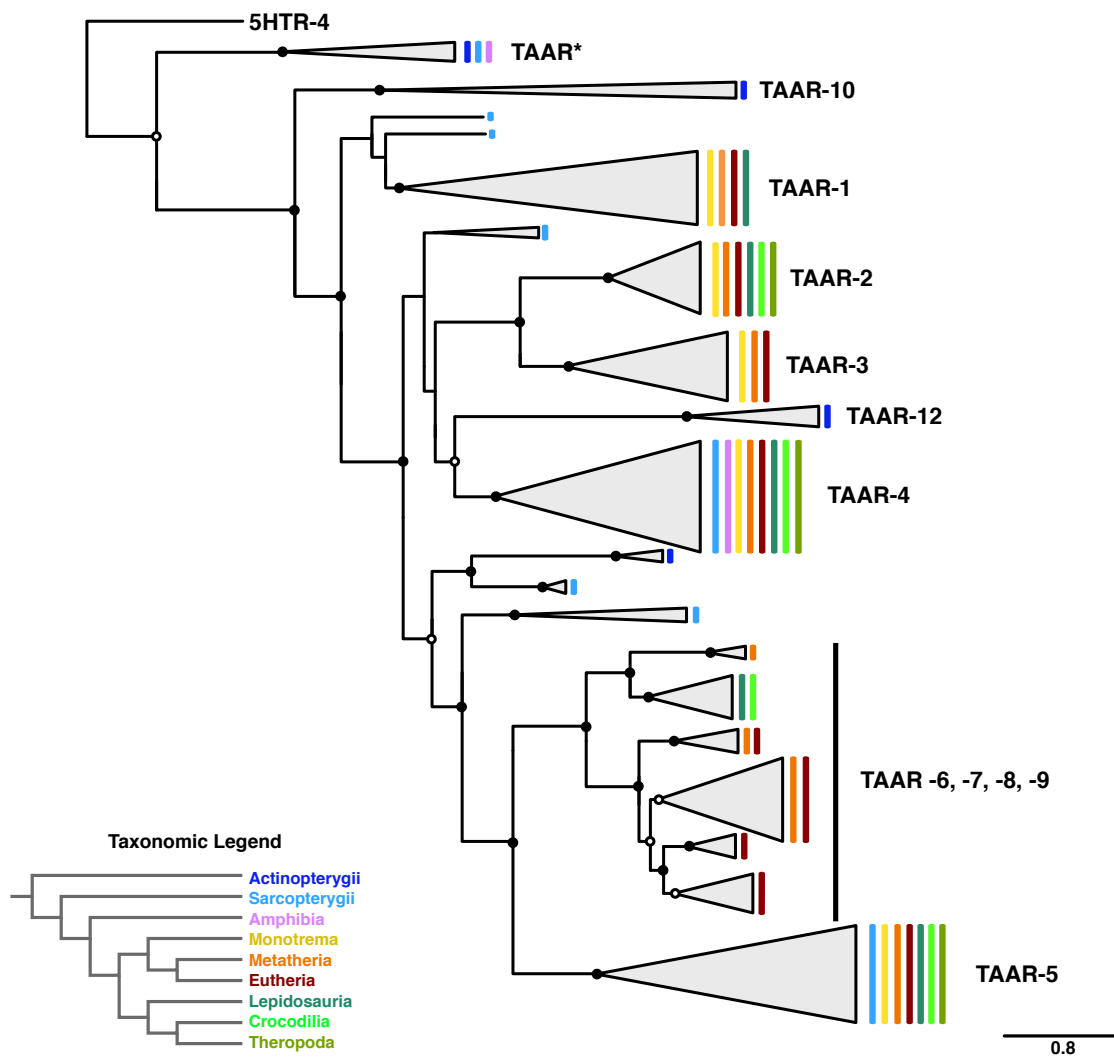 5HTR-4
TAAR*
TAAR-10
TAAR-1
TAAR-2
TAAR-3
TAAR-12
TAAR-4
TAAR -6, -7, -8, -9
TAAR-5
Taxonomic Legend
Actinopterygii
Sarcopterygii
Amphibia
Monotrema
Metatheria
Eutheria
Lepidosauria
Crocodilia
Theropoda
0.8